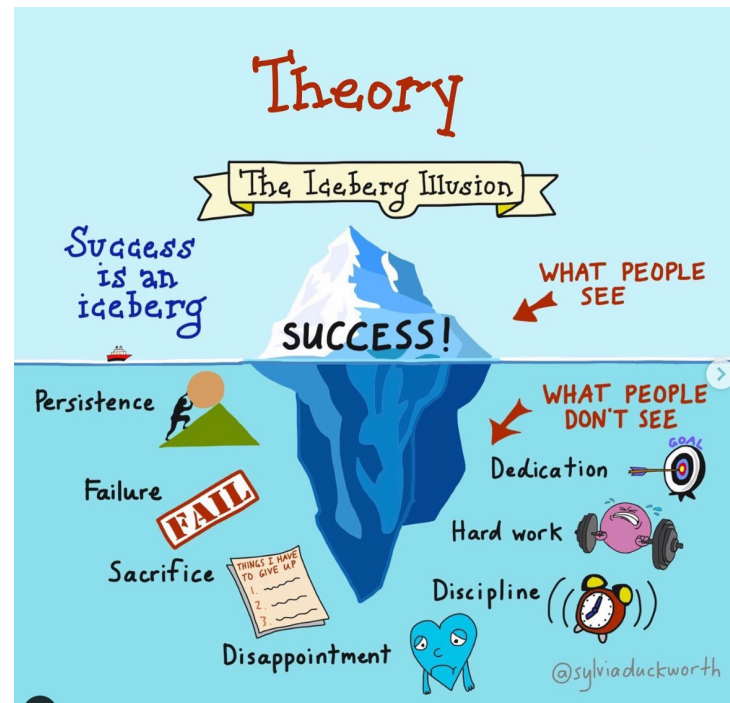 Theory
The Iceberg Illusion
Success
is an
iceberg
WHAT PEOPLE
SEE
SUCCESS!
WHAT PEOPLE
DON'T SEE
Persistence
Failure
FAIL
Sacrifice
THINGS I HAVE
TO GIVE UP
1.
2.
3.
Disappointment
GOAL
Dedication
Hard work
Discipline
@sylviaduckworth